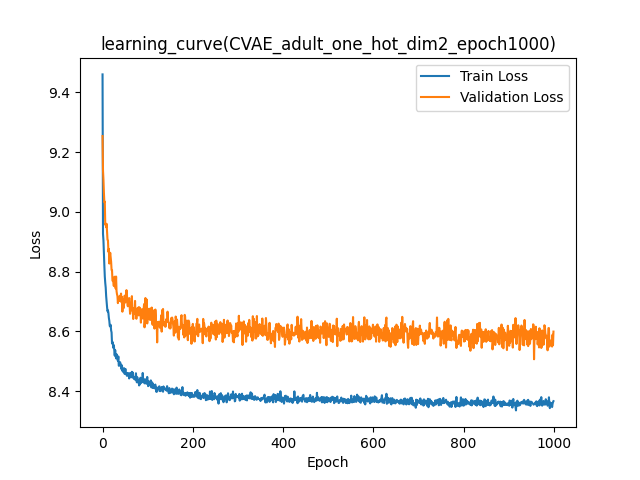 learning_curve(CVAE_adult_one_hot_dim2_epoch1000)
Train Loss
Validation Loss
9.4
9.2
9.0
8.8
8.6
8.4
Loss
0
200
400
600
800
1000
Epoch